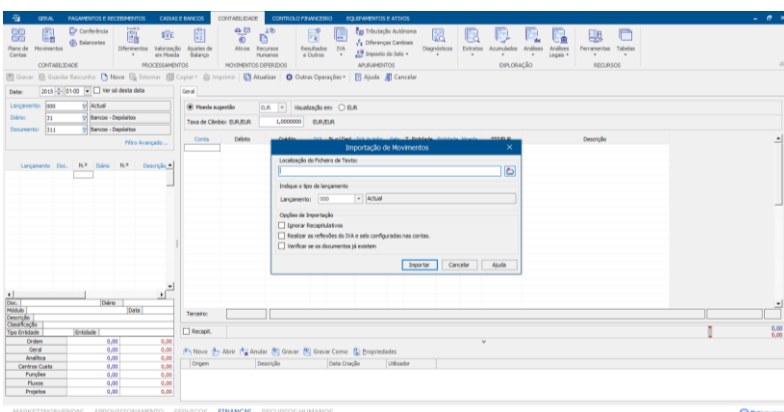 GERAL PAGAMENTOS E RECEBIMENTOS CAIXAS E BANCOS CONTABILIDADE CONTROLO FINANCEIRO EQUIPAMENTOS E ATIVOS
Plano de Contas
Movimentos
Conferência
Balancetes
Diferimentos
Valorização em Moeda
Ajustes de Balanço
Ativos
Recursos Humanos
Resultados e Outros
IVA
Tributação Autónoma
Diferenças Cambiais
Imposto do Selo
Diagnósticos
Extratos
Acumulados
Análises
Análises Legais
Ferramentas
Tabelas
CONTABILIDADE PROCESSAMENTOS MOVIMENTOS DIFERIDOS APURAMENTOS EXPLORAÇÃO RECURSOS
Gravar Guardar Rascunho Novo Estornar Copiar Imprimir Atualizar Outras Operações Ajuda Cancelar
Data: 2015 01-00 Ver só desta data
Lançamento: 000 Actual
Diário: 31 Bancos - Depósitos
Documento: 311 Bancos - Depósitos
Filtro Avançado...
Lançamento Doc. N.º Diário N.º Descrição
Geral
Moeda sugestão EUR Visualização em: EUR
Taxa de Câmbio: EUR/EUR 1,0000000 EUR/EUR
Conta Débito Descrição
Importação de Movimentos
Localização do Ficheiro de Texto:
Indique o tipo de lançamento
Lançamento: 000 Actual
Opções de Importação
Ignorar Recapitulativos
Realizar as reflexões do IVA e selo configuradas nas contas.
Verificar se os documentos já existem
Importar Cancelar Ajuda
Terceiro:
Recapit.
0,00
0,00
Doc. Diário
Módulo Data
Descrição
Classificação
Tipo Entidade Entidade
Ordem 0,00 0,00
Geral 0,00 0,00
Analítica 0,00 0,00
Centros Custo 0,00 0,00
Funções 0,00 0,00
Fluxos 0,00 0,00
Projetos 0,00 0,00
Novo Abrir Anular Gravar Gravar Como Propriedades
Origem Descrição Data Criação Utilizador
SERVIÇOS FINANÇAS RECURSOS HUMANOS